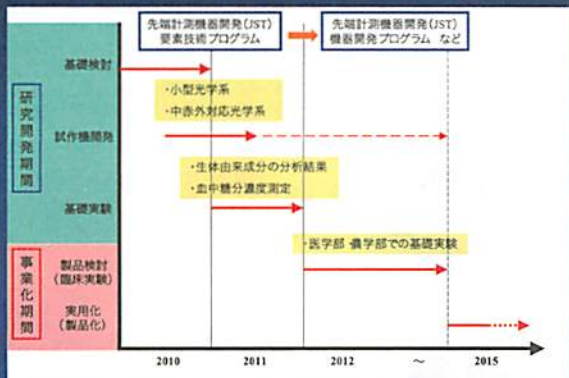 先端計測機器開発(JST)
要素技術プログラム
先端計測機器開発(JST)
機器開発プログラム など
研究開発期間
基礎検討
・小型光学系
・中赤外対応光学系
試作機開発
・生体由来成分の分析結果
・血中糖分濃度測定
基礎実験
事業化期間
・医学部 農学部での基礎実験
製品検討
(臨床実験)
実用化
(製品化)
2010
2011
2012
～
2015